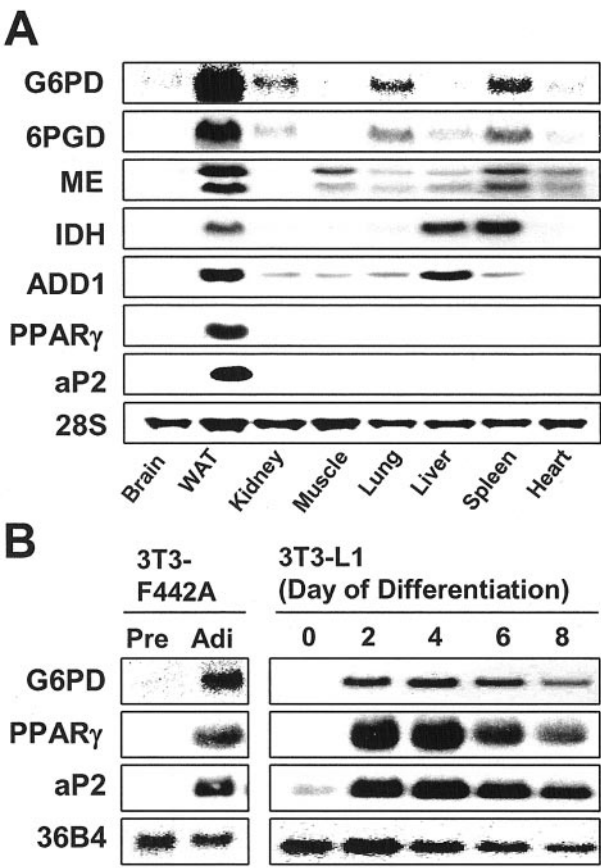 A
G6PD
6PGD
ME
IDH
ADD1
PPARγ
aP2
28S
Brain WAT Kidney Muscle Lung Liver Spleen Heart
B
3T3-
F442A
3T3-L1
(Day of Differentiation)
Pre Adi 0 2 4 6 8
G6PD
PPARγ
aP2
36B4